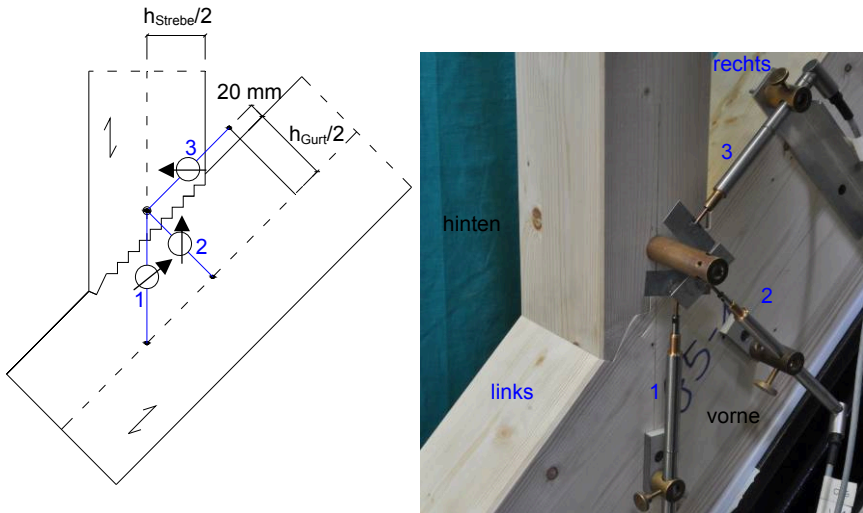 hStrebe/2
20 mm
hGurt/2
3
2
1
rechts
3
hinten
2
links
1
vorne